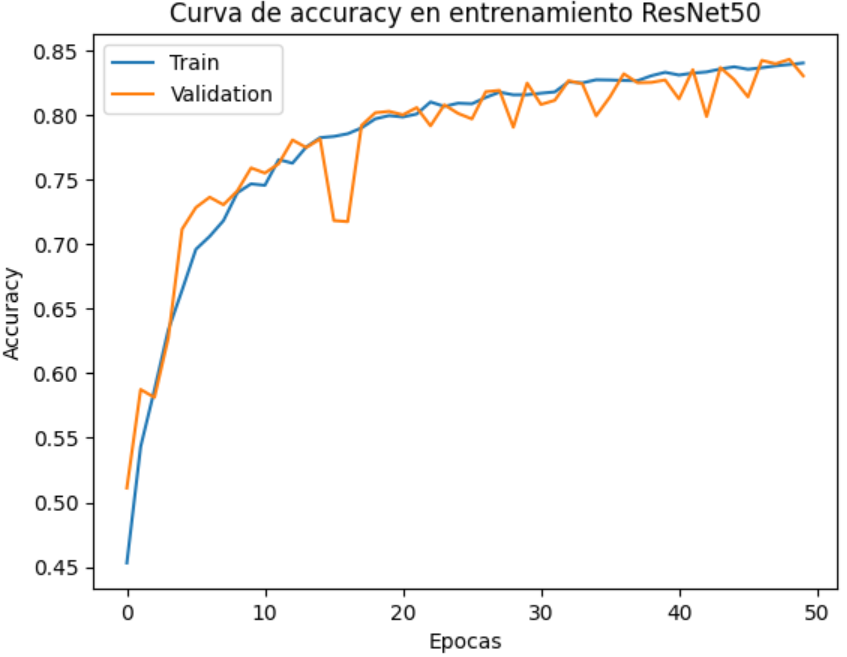 Curva de accuracy en entrenamiento ResNet50
Train
Validation
0.85
0.80
0.75
0.70
0.65
0.60
0.55
0.50
0.45
Accuracy
0 10 20 30 40 50
Epocas